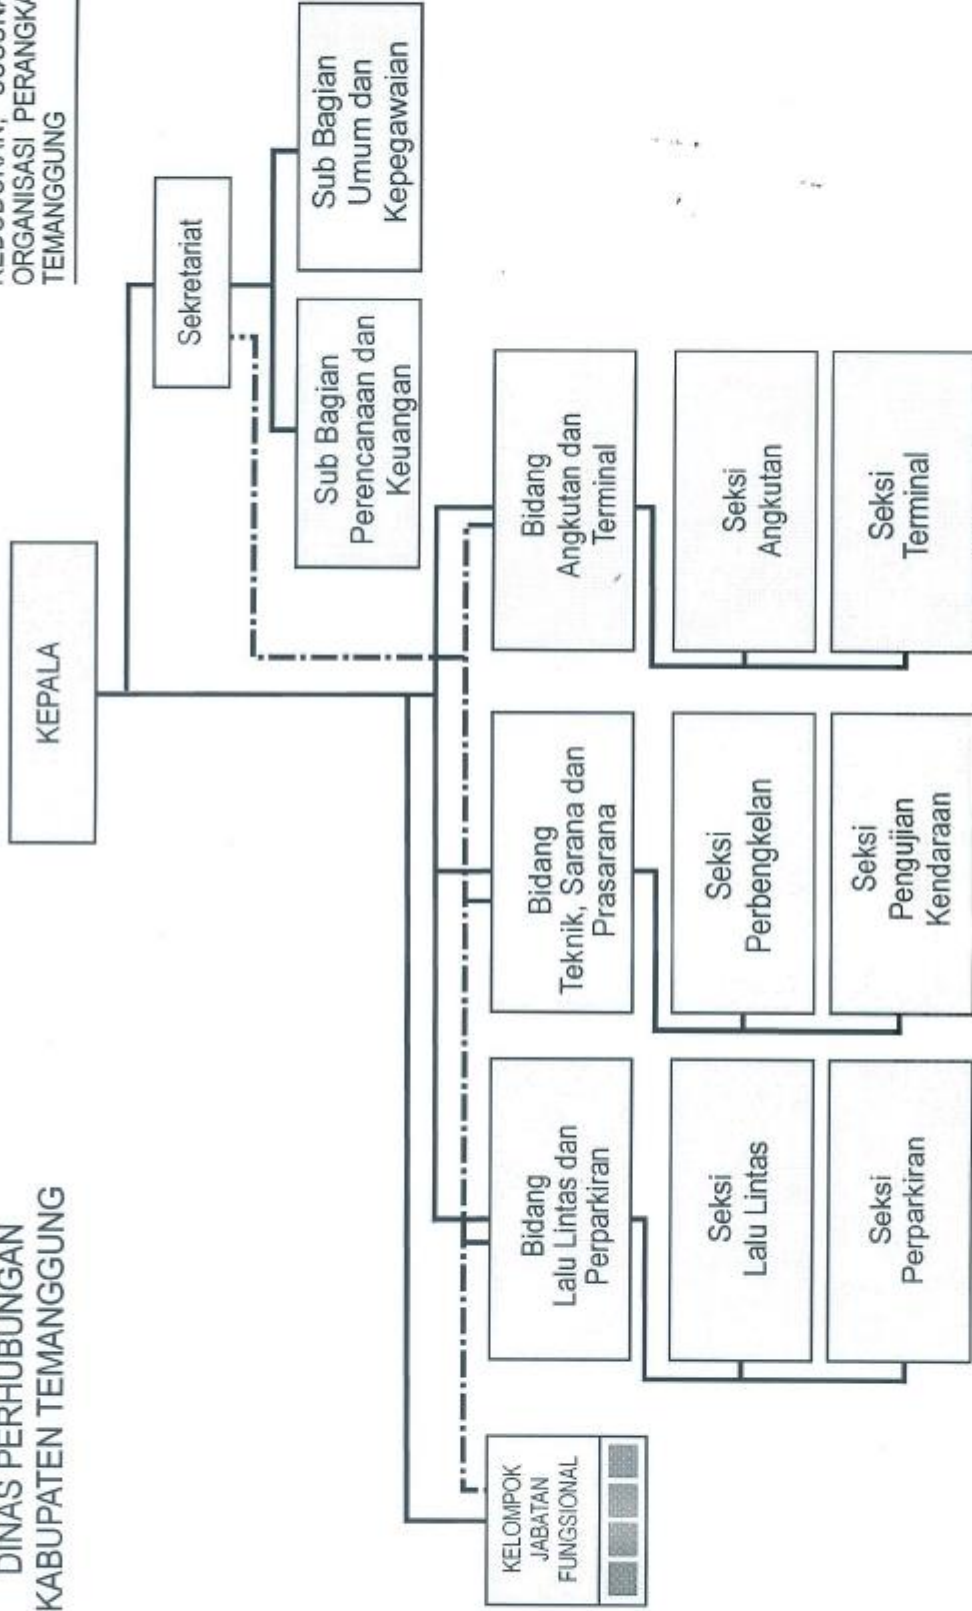 DINAS PERHUBUNGAN
KABUPATEN TEMANGGUNG
ORGANISASI PERANGKA
TEMANGGUNG
KEPALA
Sekretariat
Sub Bagian
Perencanaan dan
Keuangan
Sub Bagian
Umum dan
Kepegawaian
KELOMPOK
JABATAN
FUNGSIONAL
Bidang
Lalu Lintas dan
Perparkiran
Bidang
Teknik, Sarana dan
Prasarana
Bidang
Angkutan dan
Terminal
Seksi
Lalu Lintas
Seksi
Perbengkelan
Seksi
Angkutan
Seksi
Perparkiran
Seksi
Pengujian
Kendaraan
Seksi
Terminal